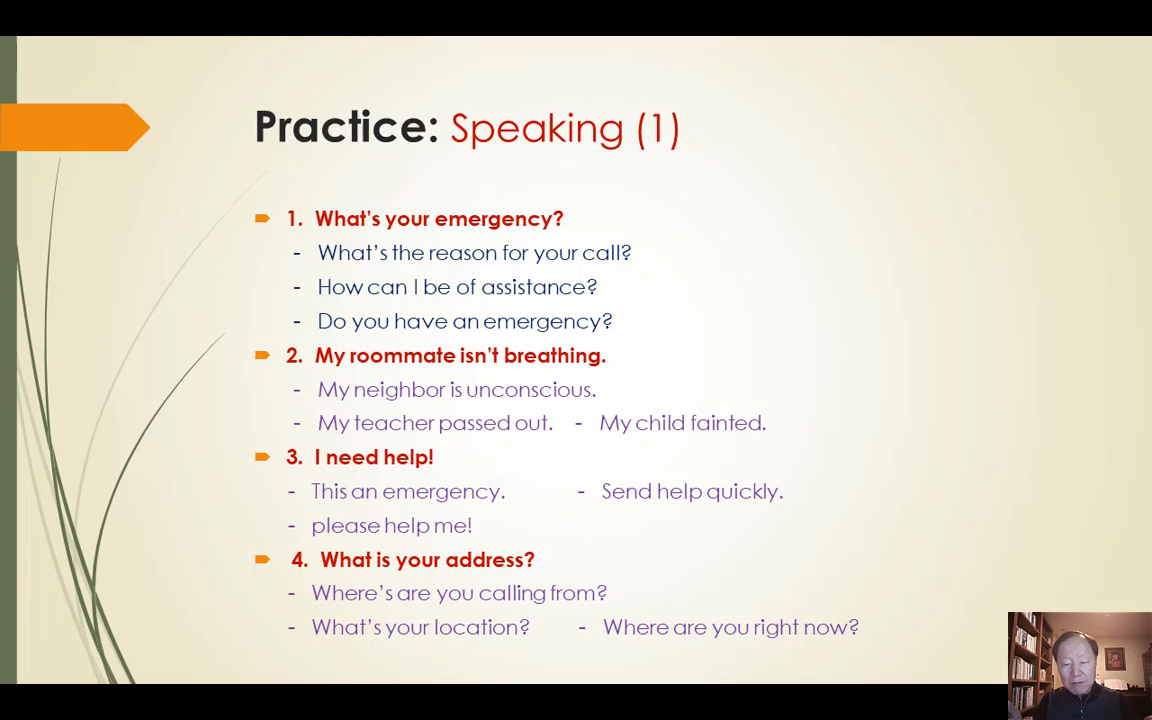 Practice: Speaking (1)
1. What's your emergency?
- What's the reason for your call?
- How can I be of assistance?
- Do you have an emergency?
2. My roommate isn't breathing.
- My neighbor is unconscious.
- My teacher passed out. - My child fainted.
3. I need help!
- This an emergency. - Send help quickly.
- please help me!
4. What is your address?
- Where's are you calling from?
- What's your location? - Where are you right now?